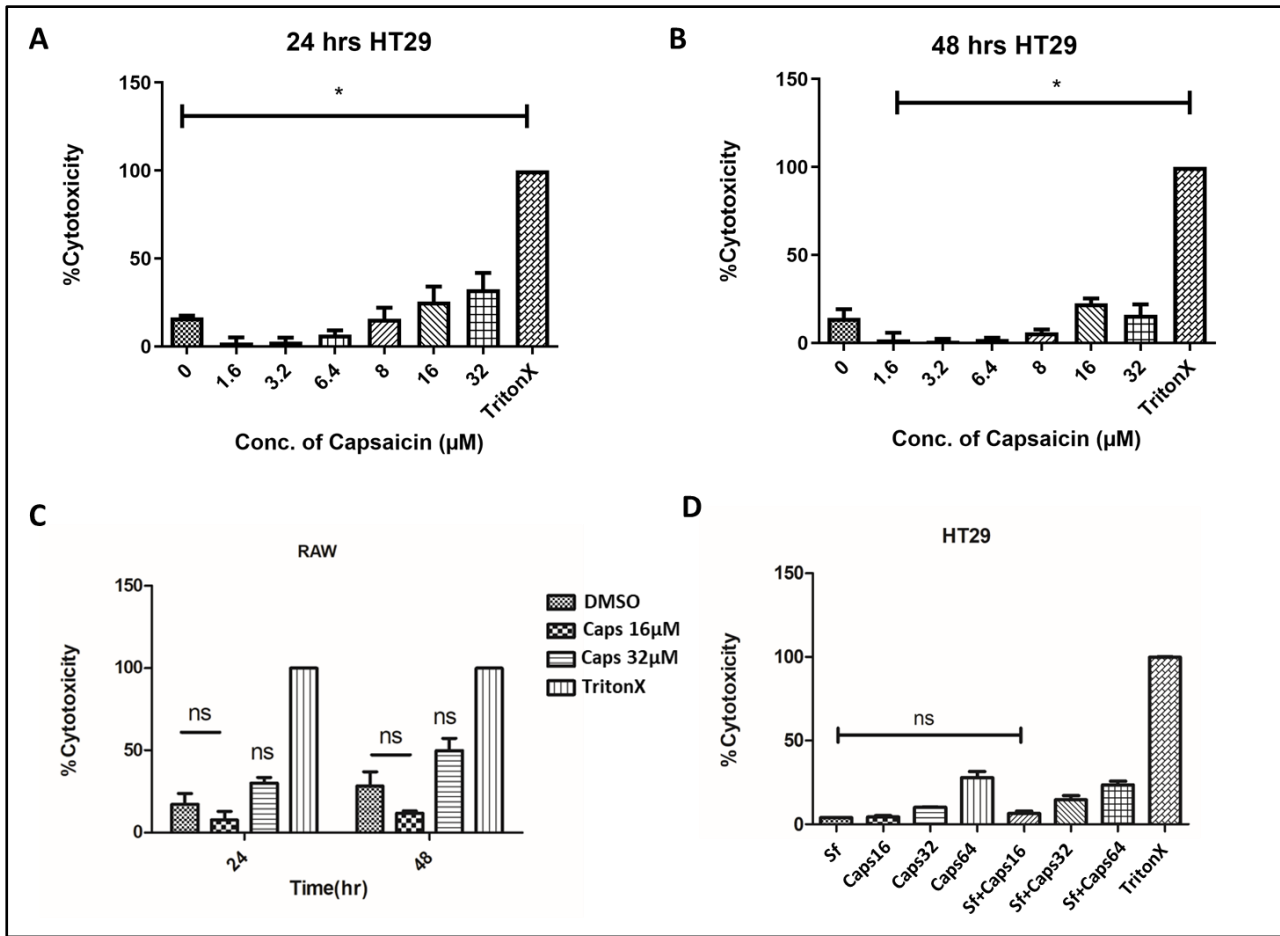 A
24 hrs HT29
*
150
100
50
0
%Cytotoxicity
0
1.6
3.2
6.4
8
16
32
TritonX
Conc. of Capsaicin (µM)
B
48 hrs HT29
*
150
100
50
0
%Cytotoxicity
0
1.6
3.2
6.4
8
16
32
TritonX
Conc. of Capsaicin (µM)
C
RAW
150
100
50
0
%Cytotoxicity
ns
ns
ns
ns
24
48
Time(hr)
DMSO
Caps 16µM
Caps 32µM
TritonX
D
HT29
150
100
50
0
%Cytotoxicity
ns
Sf
Caps16
Caps32
Caps64
Sf+Caps16
Sf+Caps32
Sf+Caps64
TritonX